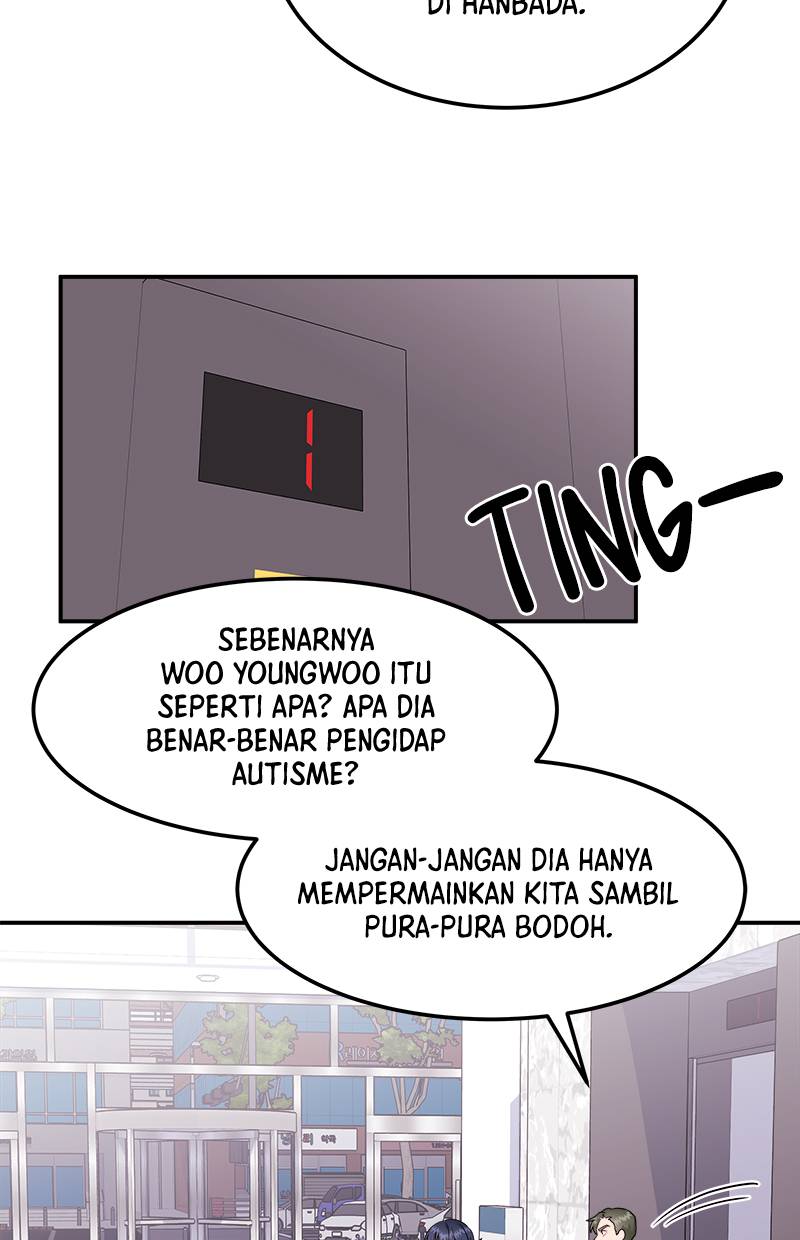 DI HANBADA.
1
TING—
SEBENARNYA
WOO YOUNGWOO ITU
SEPERTI APA? APA DIA
BENAR-BENAR PENGIDAP
AUTISME?
JANGAN-JANGAN DIA HANYA
MEMPERMAINKAN KITA SAMBIL
PURA-PURA BODOH.